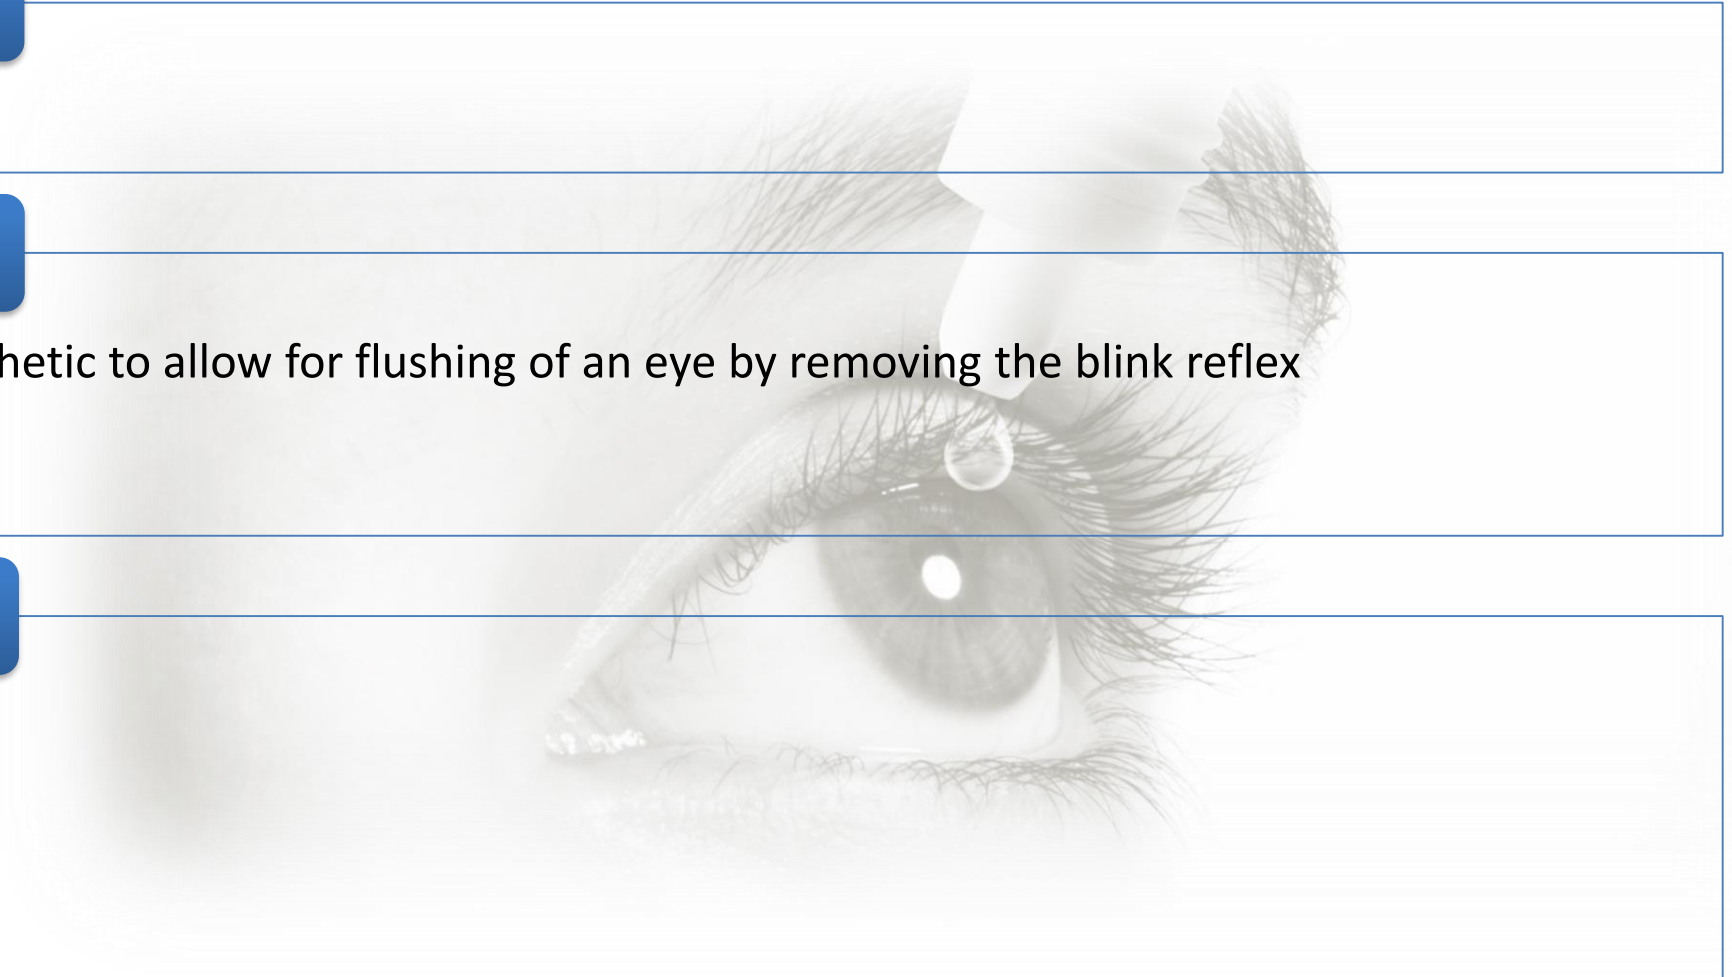 hetic to allow for flushing of an eye by removing the blink reflex